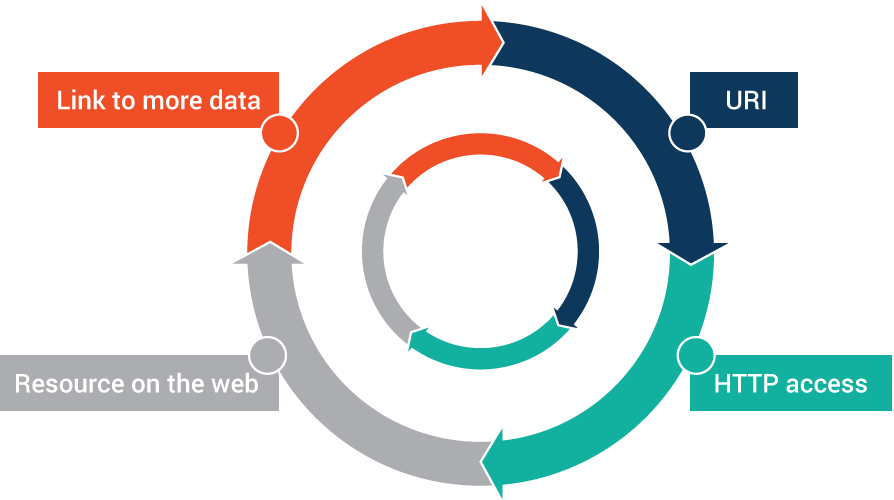 Link to more data
URI
Resource on the web
HTTP access